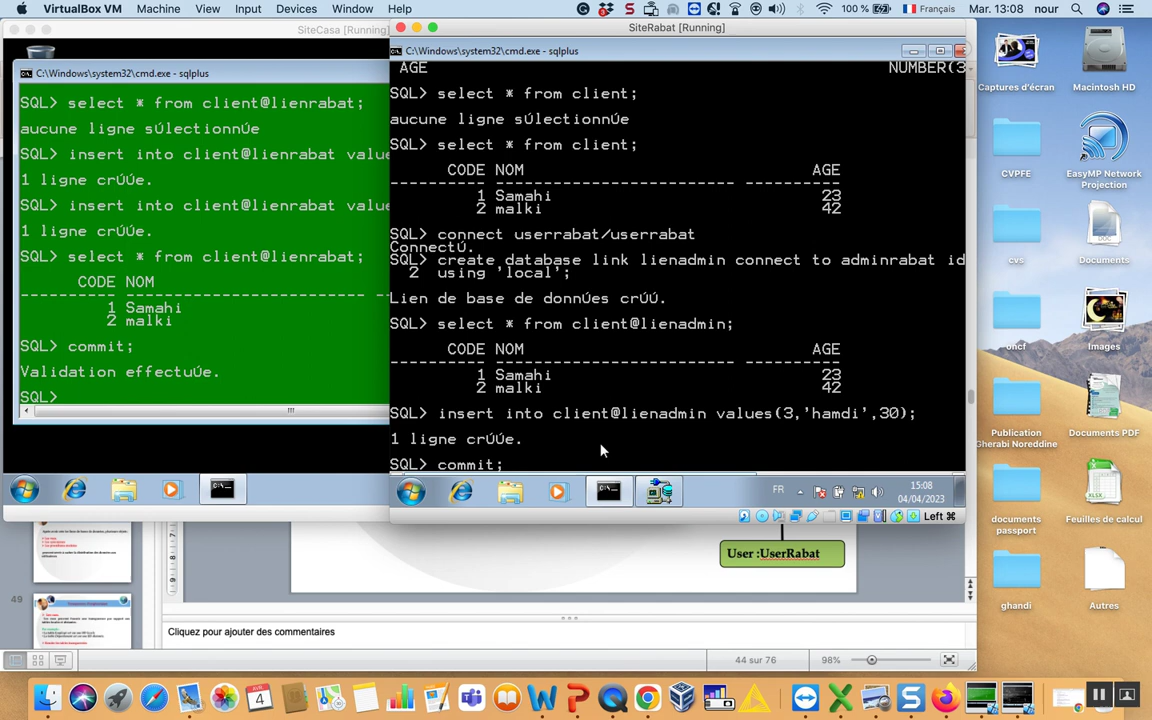 VirtualBox VM Machine View Input Devices Window Help
100 % Français Mar. 13:08 nour
SiteCasa [Running]
C:\Windows\system32\cmd.exe - sqlplus
SQL> select * from client@lienrabat;
aucune ligne súlectionnÚe
SQL> insert into client@lienrabat value
1 ligne crÚÚe.
SQL> insert into client@lienrabat value
1 ligne crÚÚe.
SQL> select * from client@lienrabat;
CODE NOM
1 Samahi
2 malki
SQL> commit;
Validation effectuÚe.
SQL>
SiteRabat [Running]
C:\Windows\system32\cmd.exe - sqlplus
AGE NUMBER(3
SQL> select * from client;
aucune ligne súlectionnÚe
SQL> select * from client;
CODE NOM AGE
1 Samahi 23
2 malki 42
SQL> connect userrabat/userrabat
ConnectÚ.
SQL> create database link lienadmin connect to adminrabat id
2 using 'local';
Lien de base de donnÚes crÚÚ.
SQL> select * from client@lienadmin;
CODE NOM AGE
1 Samahi 23
2 malki 42
SQL> insert into client@lienadmin values(3,'hamdi',30);
1 ligne crÚÚe.
SQL> commit;
FR
15:08
04/04/2023
Left ⌘
User :UserRabat
49
7
8
9
Cliquez pour ajouter des commentaires
44 sur 76 98%
Captures d'écran
Macintosh HD
CVPFE
EasyMP Network
Projection
cvs
Documents
oncf
Images
Publication
Gherabi Noreddine
Documents PDF
documents
passport
Feuilles de calcul
ghandi
Autres
AVR.
4